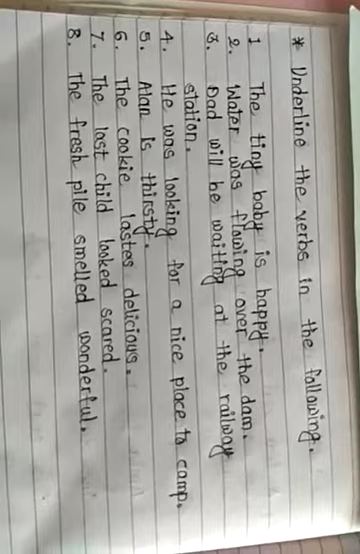 * Underline the verbs in the following.
1 The tiny baby is happy.
2. Water was flowing over the dam.
3. Dad will be waiting at the railway
station.
4. He was looking for a nice place to camp.
5. Alan is thirsty.
6. The cookie tastes delicious.
7. The last child looked scared.
8. The fresh pile smelled wonderful.